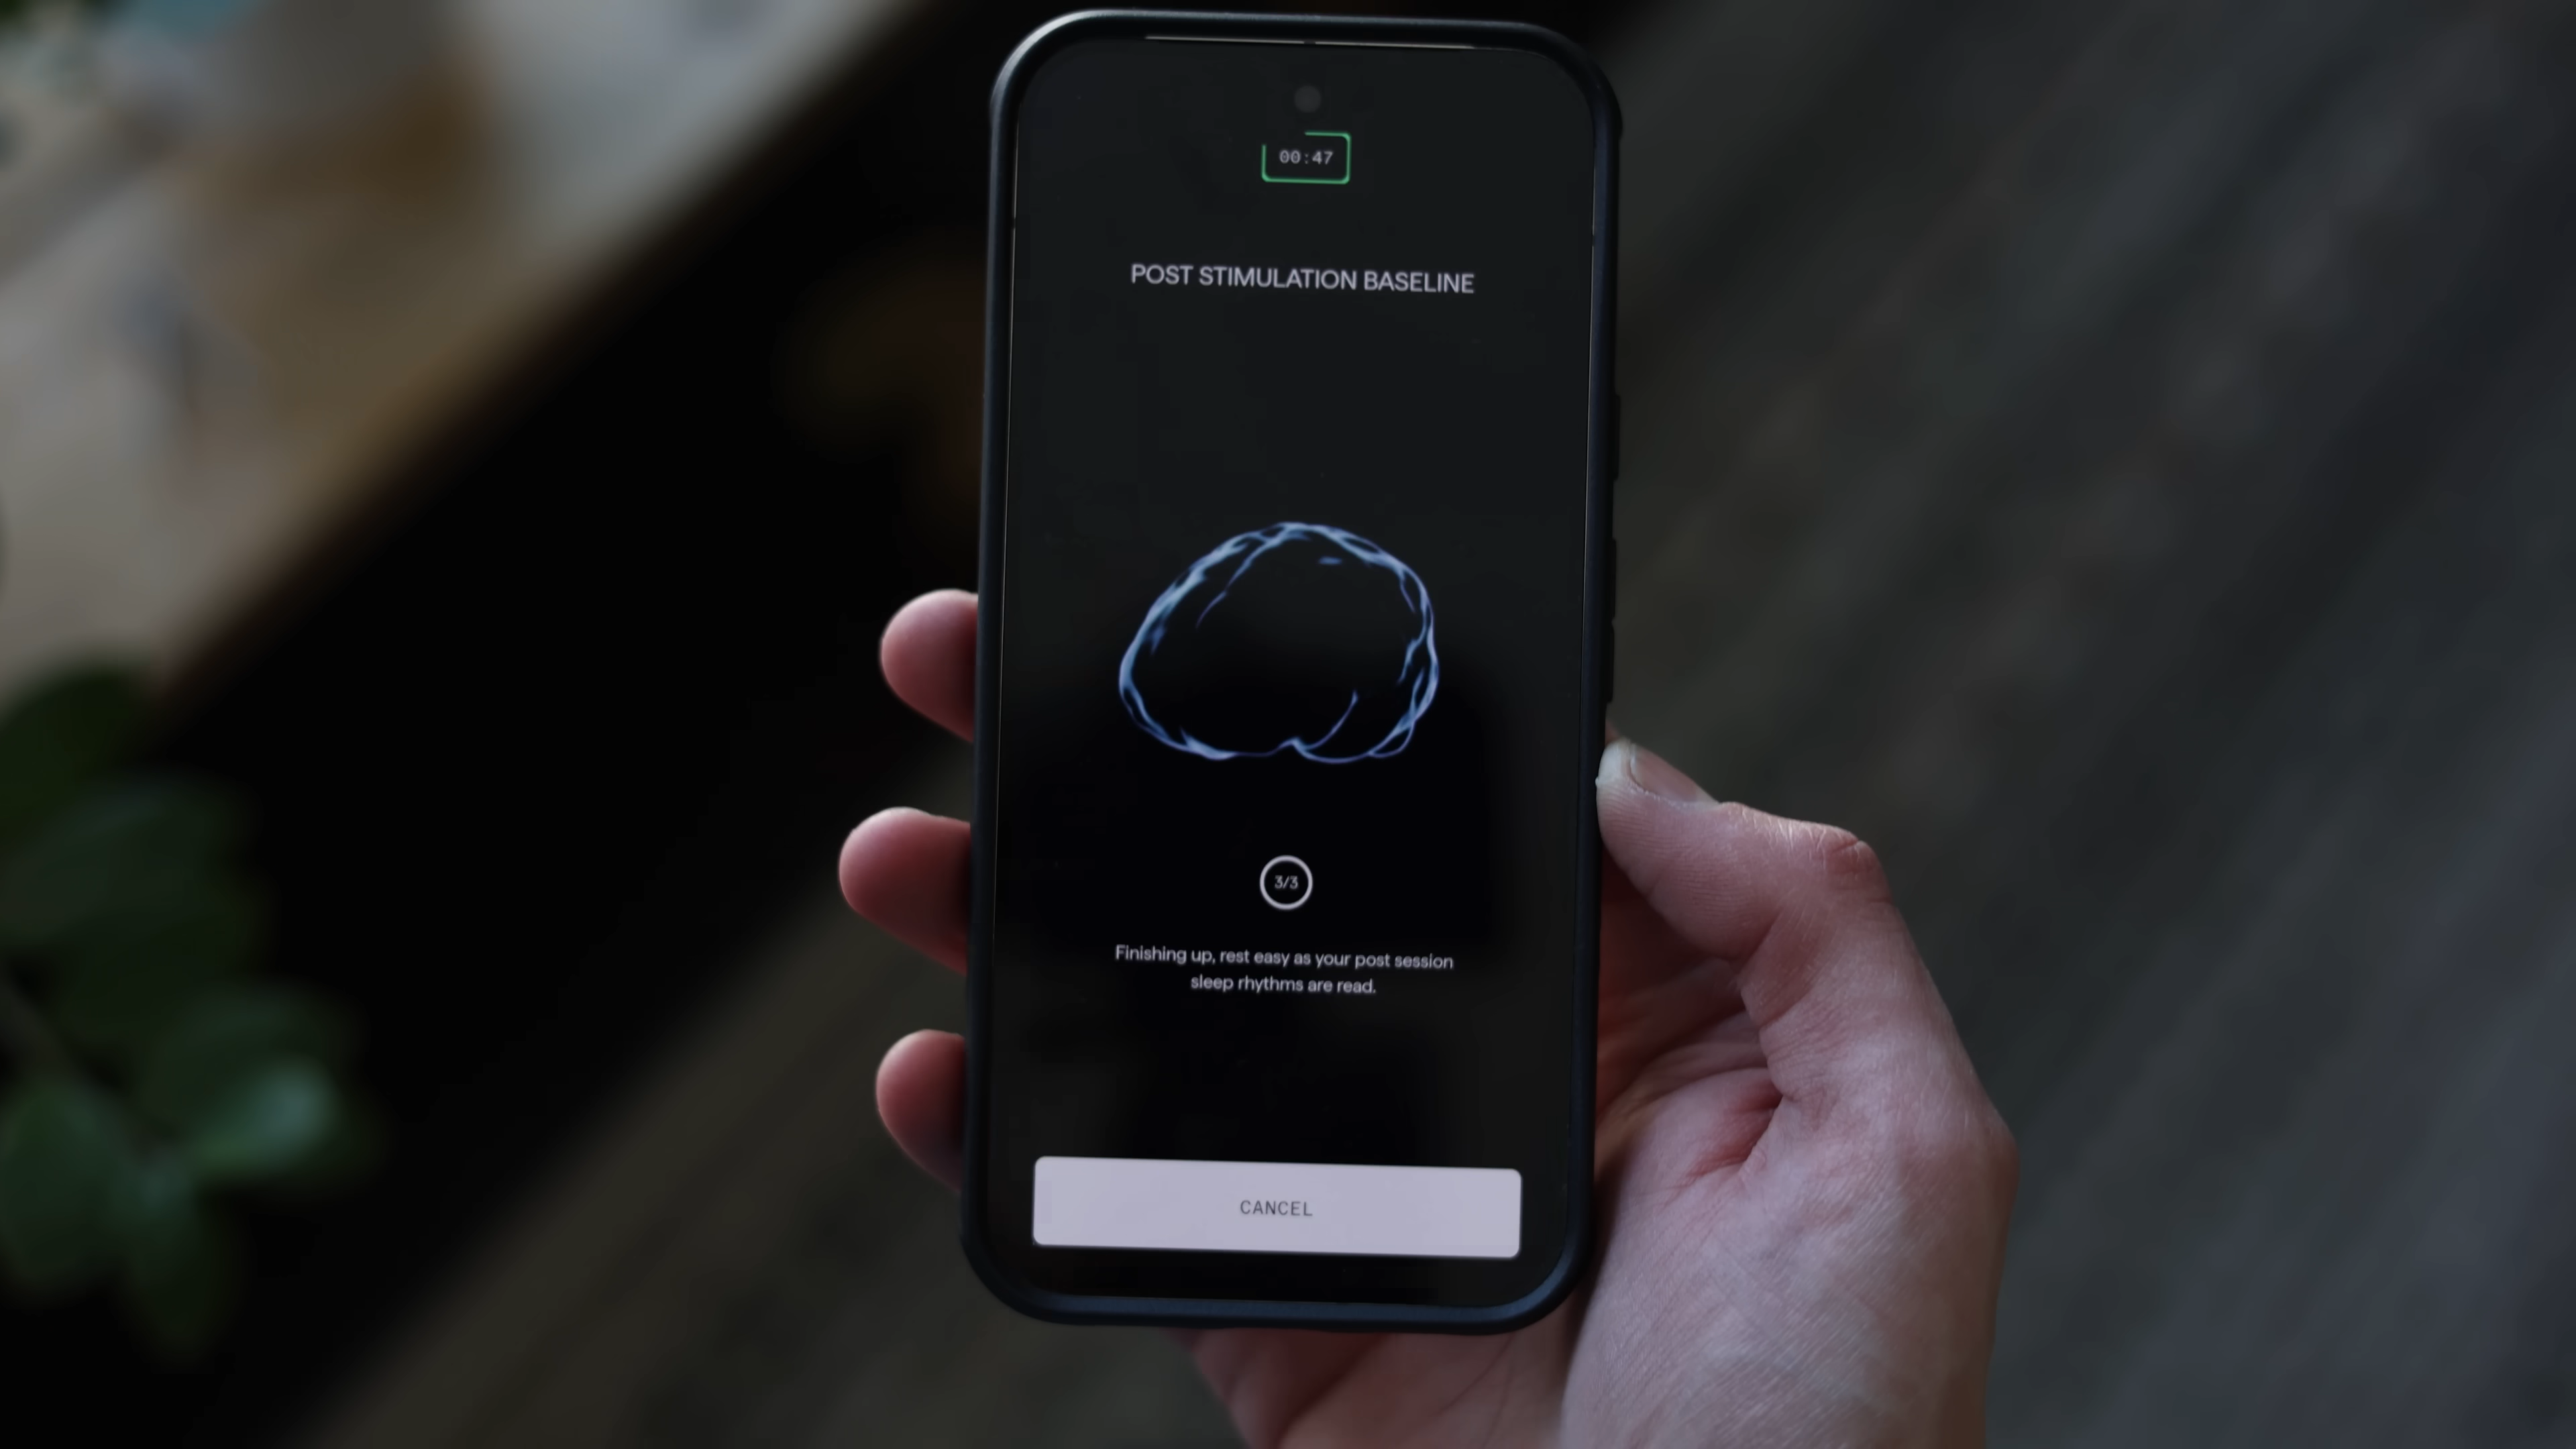 00:47
POST STIMULATION BASELINE
3/3
Finishing up, rest easy as your post session
sleep rhythms are read.
CANCEL